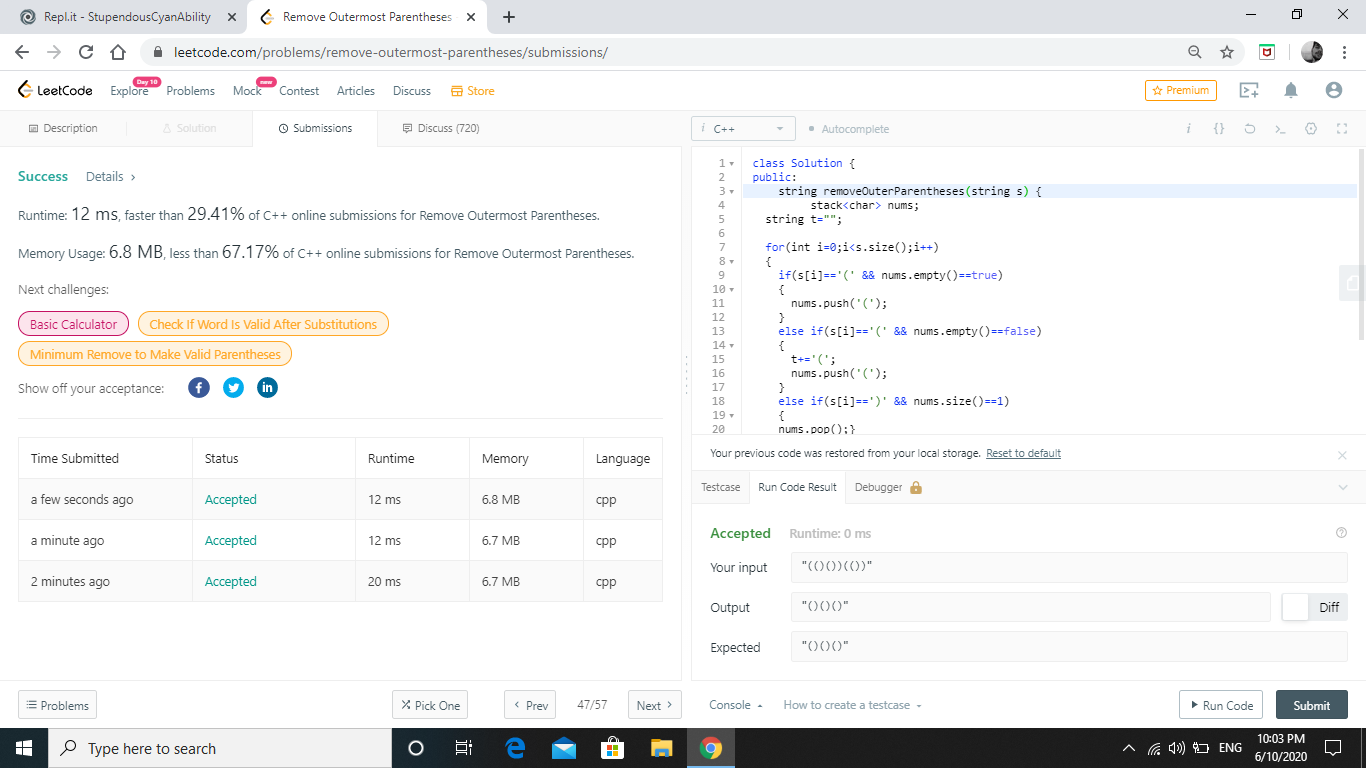 Repl.it - StupendousCyanAbility
Remove Outermost Parentheses
leetcode.com/problems/remove-outermost-parentheses/submissions/
LeetCode Explore Day 10 Problems Mock new Contest Articles Discuss Store Premium
Description Solution Submissions Discuss (720)
Success Details >
Runtime: 12 ms, faster than 29.41% of C++ online submissions for Remove Outermost Parentheses.
Memory Usage: 6.8 MB, less than 67.17% of C++ online submissions for Remove Outermost Parentheses.
Next challenges:
Basic Calculator Check If Word Is Valid After Substitutions
Minimum Remove to Make Valid Parentheses
Show off your acceptance:
Time Submitted Status Runtime Memory Language
a few seconds ago Accepted 12 ms 6.8 MB cpp
a minute ago Accepted 12 ms 6.7 MB cpp
2 minutes ago Accepted 20 ms 6.7 MB cpp
Problems Pick One < Prev 47/57 Next >
i C++ Autocomplete
1 class Solution {
2 public:
3 string removeOuterParentheses(string s) {
4 stack<char> nums;
5 string t="";
6
7 for(int i=0;i<s.size();i++)
8 {
9 if(s[i]=='(' && nums.empty()==true)
10 {
11 nums.push('(');
12 }
13 else if(s[i]=='(' && nums.empty()==false)
14 {
15 t+='(';
16 nums.push('(');
17 }
18 else if(s[i]==')' && nums.size()==1)
19 {
20 nums.pop();}
Your previous code was restored from your local storage. Reset to default
Testcase Run Code Result Debugger
Accepted Runtime: 0 ms
Your input "(()())(())"
Output "()()()" Diff
Expected "()()()"
Console How to create a testcase Run Code Submit
Type here to search
ENG
10:03 PM
6/10/2020